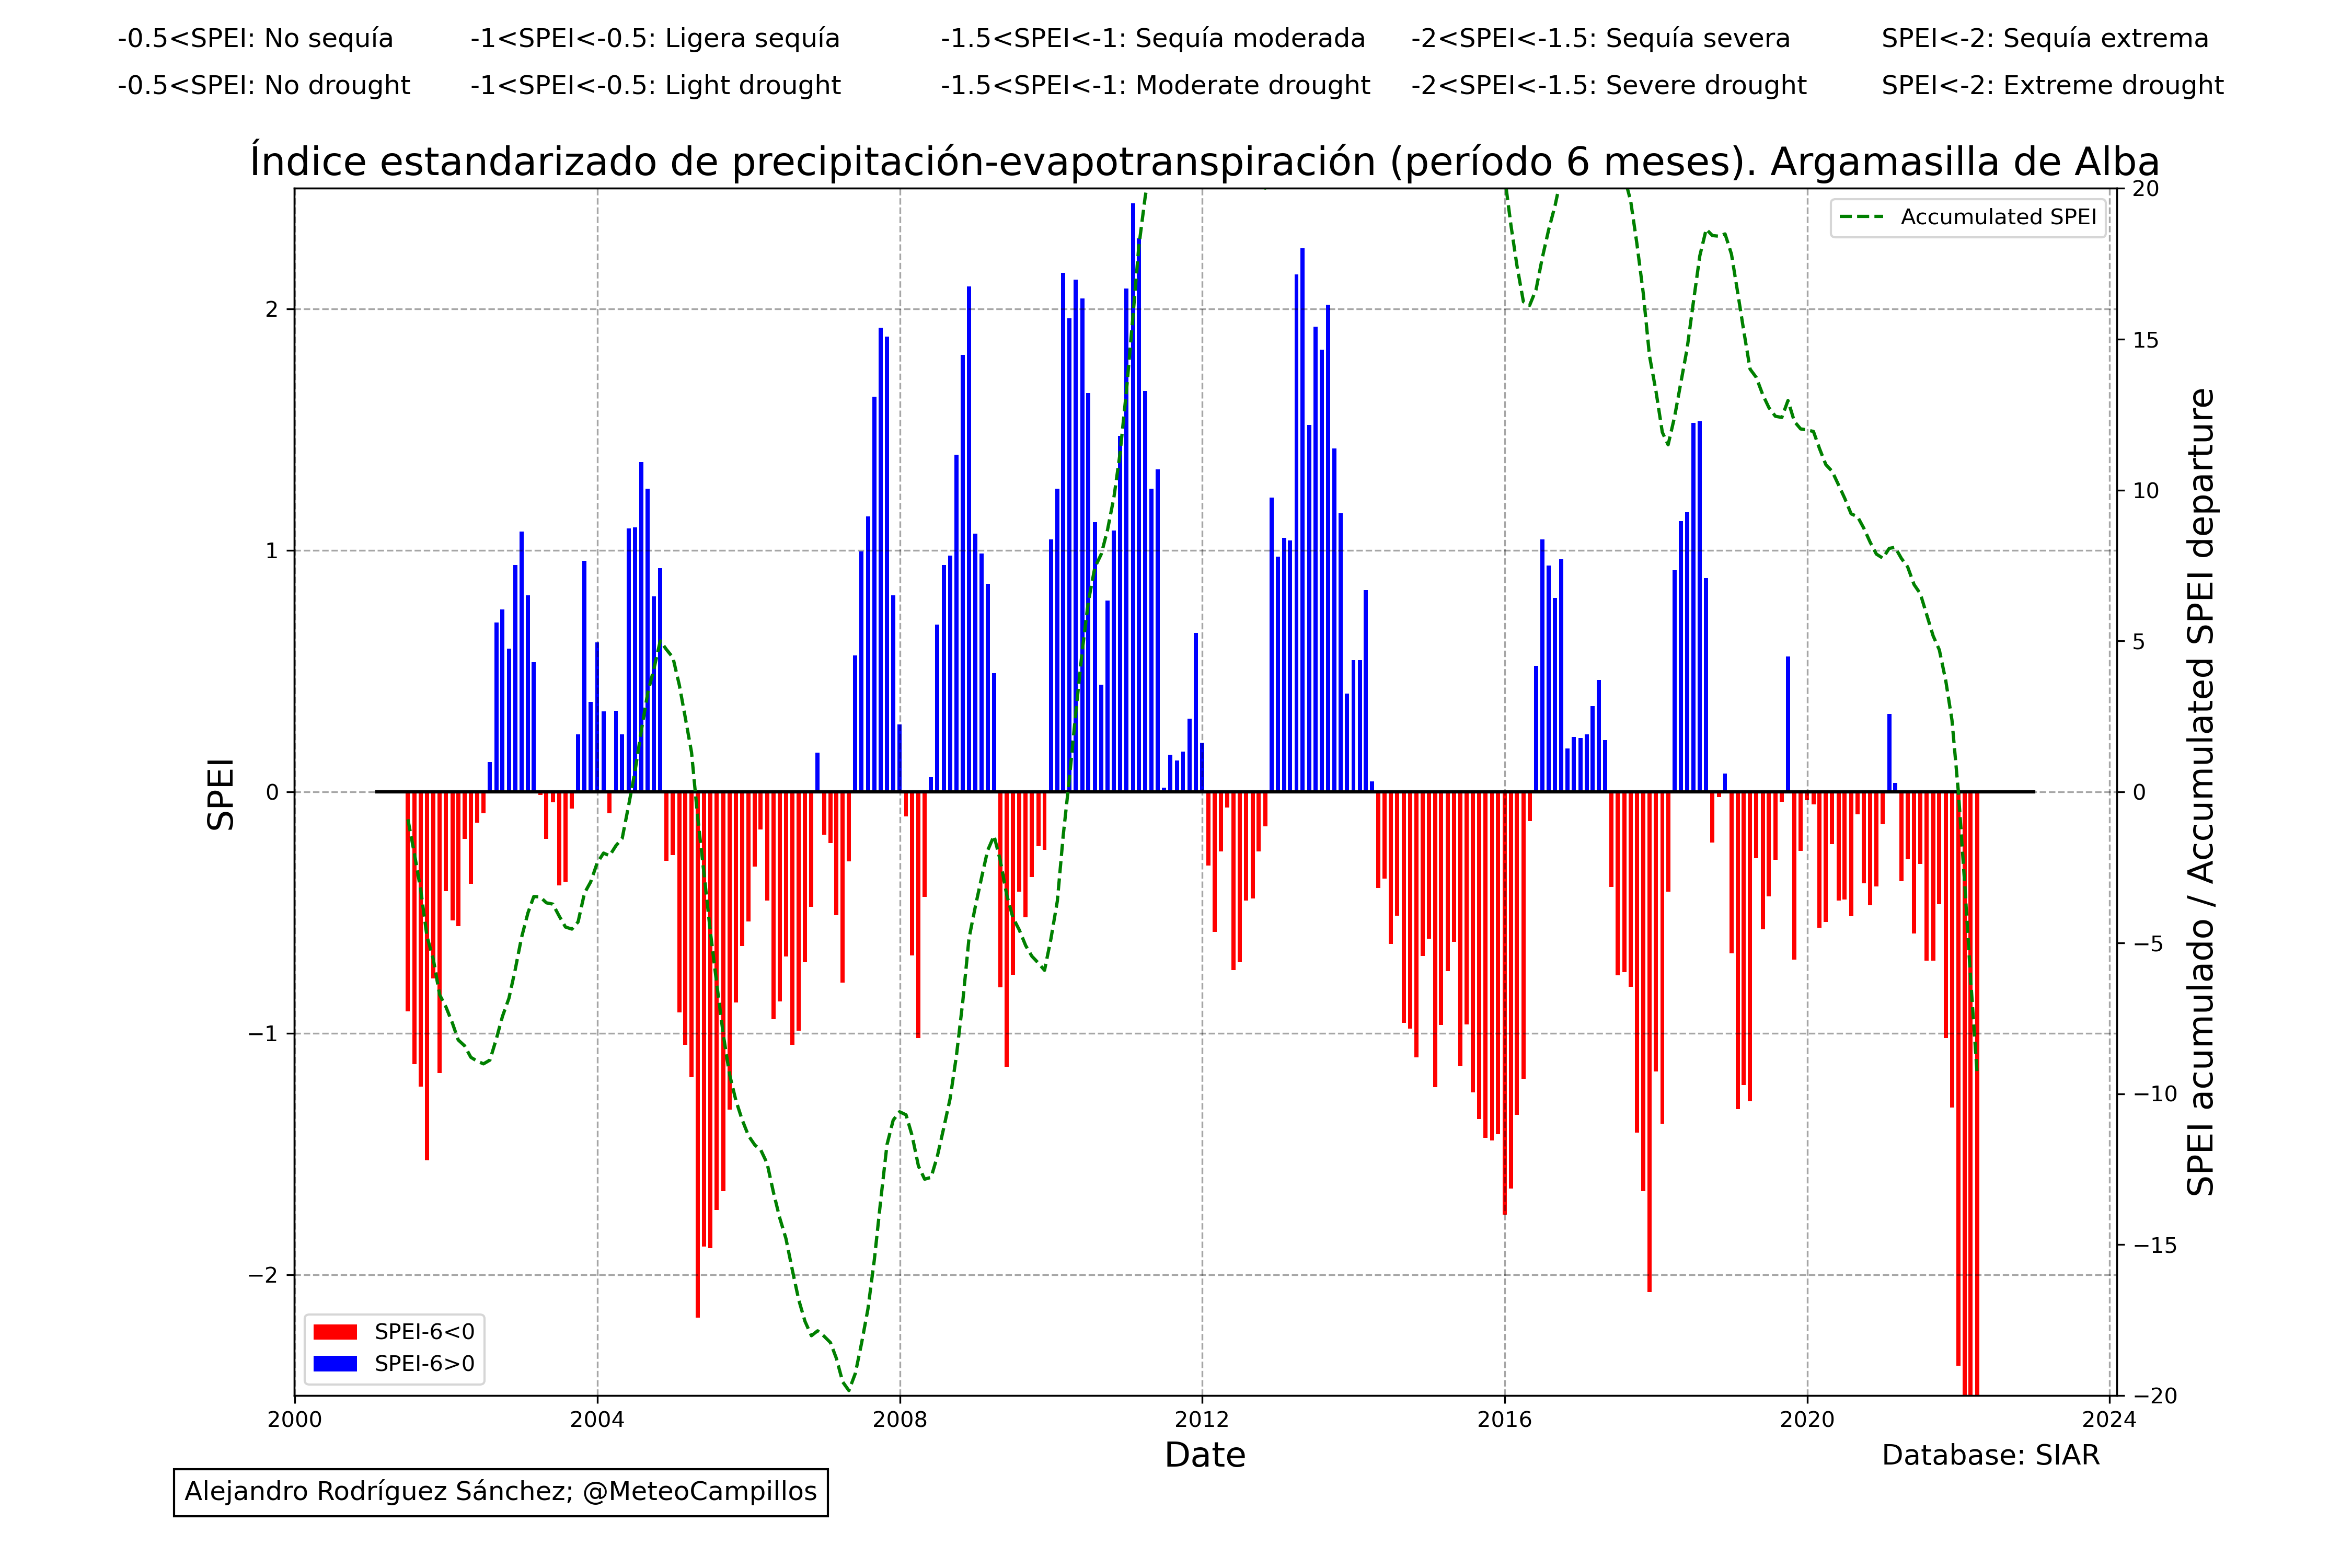 -0.5<SPEI: No sequía -1<SPEI<-0.5: Ligera sequía -1.5<SPEI<-1: Sequía moderada -2<SPEI<-1.5: Sequía severa SPEI<-2: Sequía extrema
-0.5<SPEI: No drought -1<SPEI<-0.5: Light drought -1.5<SPEI<-1: Moderate drought -2<SPEI<-1.5: Severe drought SPEI<-2: Extreme drought
Índice estandarizado de precipitación-evapotranspiración (período 6 meses). Argamasilla de Alba
Accumulated SPEI
SPEI
2
1
0
−1
−2
20
15
10
5
0
−5
−10
−15
−20
SPEI acumulado / Accumulated SPEI departure
SPEI-6<0
SPEI-6>0
2000 2004 2008 2012 2016 2020 2024
Date
Database: SIAR
Alejandro Rodríguez Sánchez; @MeteoCampillos